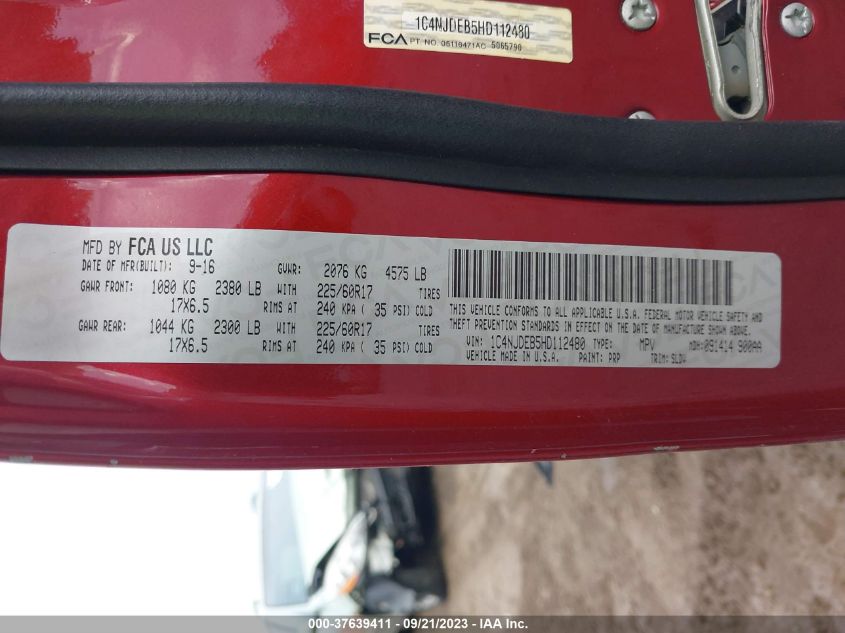 1C4NJDEB5HD112480
FCA PT. NO. 05119471AC 5065790
MFD BY FCA US LLC
DATE OF MFR(BUILT): 9-16 GVWR: 2076 KG 4575 LB
GAWR FRONT: 1080 KG 2380 LB WITH 225/60R17 TIRES
17X6.5 RIMS AT 240 KPA ( 35 PSI) COLD
GAWR REAR: 1044 KG 2300 LB WITH 225/60R17 TIRES
17X6.5 RIMS AT 240 KPA ( 35 PSI) COLD
THIS VEHICLE CONFORMS TO ALL APPLICABLE U.S.A. FEDERAL MOTOR VEHICLE SAFETY AND
THEFT PREVENTION STANDARDS IN EFFECT ON THE DATE OF MANUFACTURE SHOWN ABOVE.
VIN: 1C4NJDEB5HD112480 TYPE: MPV MDH: 091414 900AA
VEHICLE MADE IN U.S.A. PAINT: PRP TRIM: SLDV
000-37639411 - 09/21/2023 - IAA Inc.